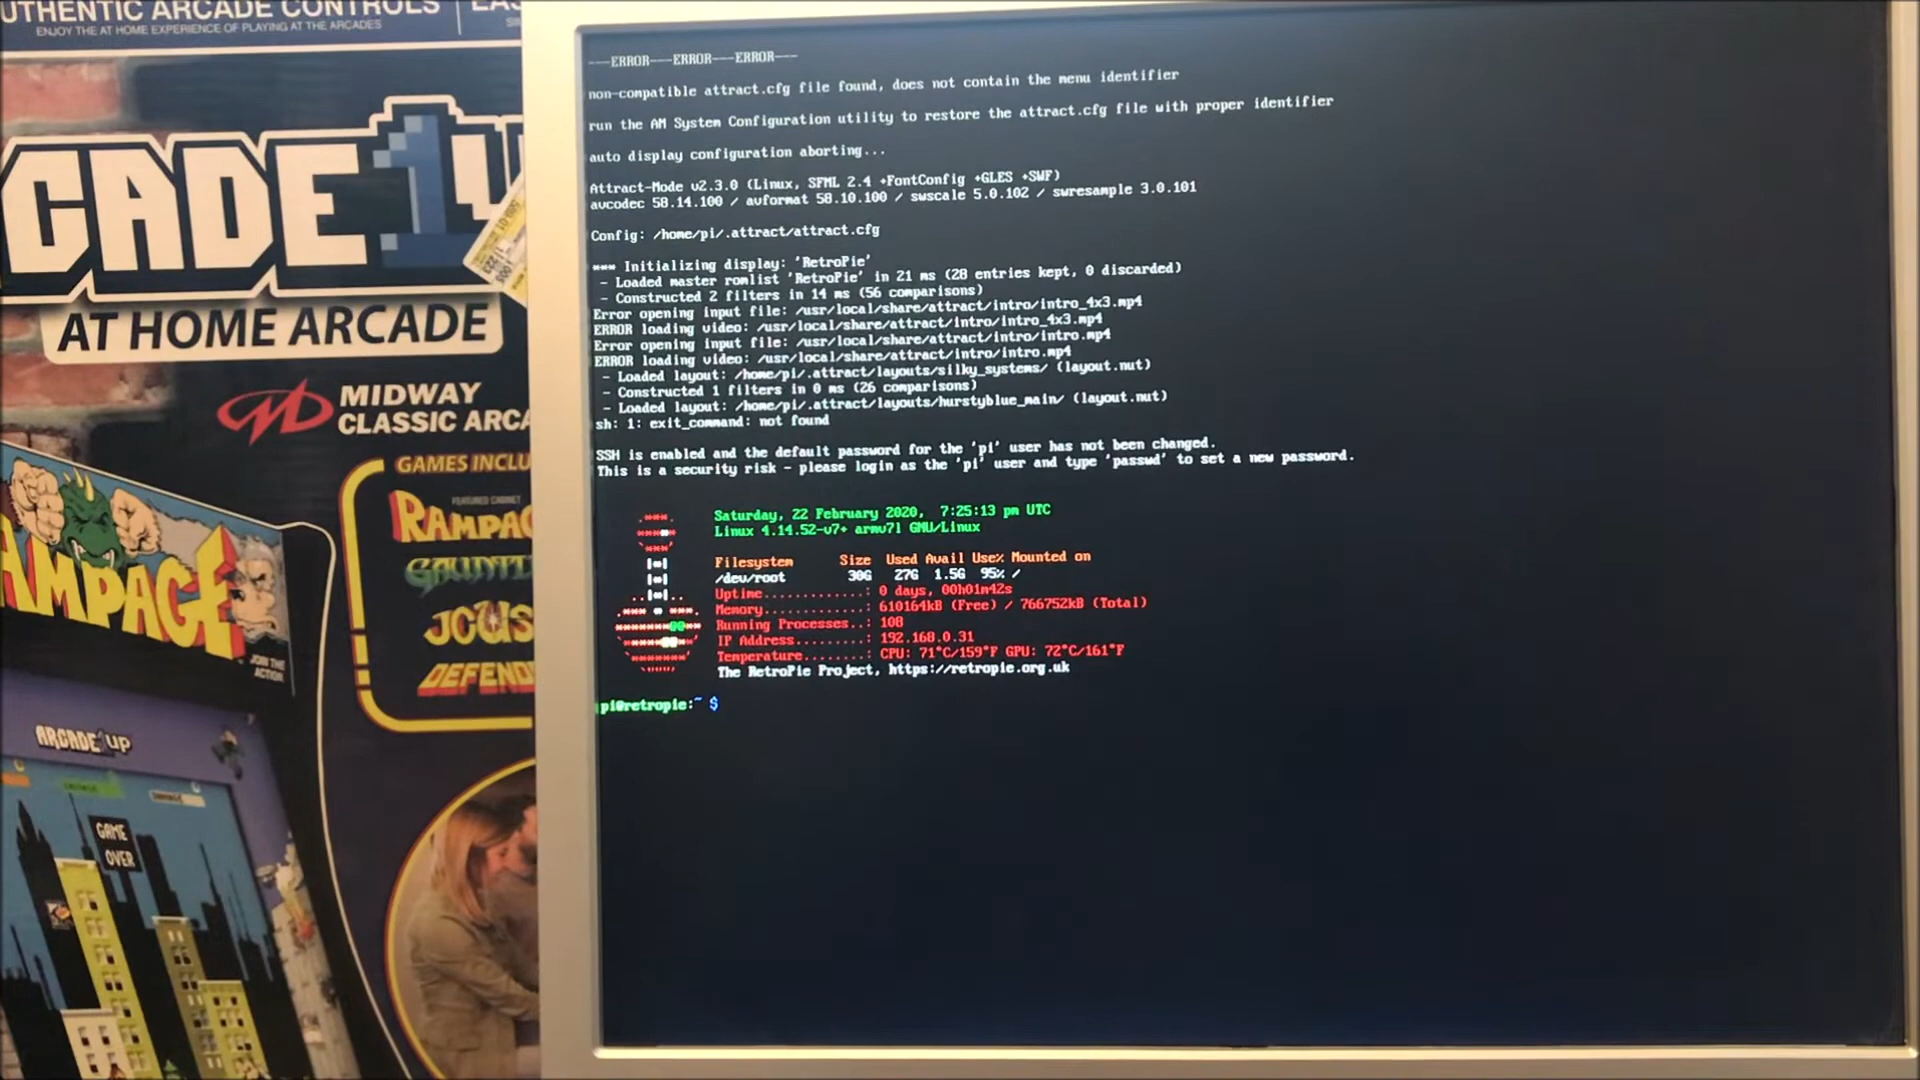 UTHENTIC ARCADE CONTROLS
ENJOY THE AT HOME EXPERIENCE OF PLAYING AT THE ARCADES
CADE1U
AT HOME ARCADE
MIDWAY
CLASSIC ARCA
GAMES INCLU
FEATURED CABINET
RAMPAG
GAUNTL
JOUS
DEFEND
AMPAGE
JOIN THE
ACTION
ARCADE1UP
GAME
OVER
---ERROR---ERROR---ERROR---
non-compatible attract.cfg file found, does not contain the menu identifier
run the AM System Configuration utility to restore the attract.cfg file with proper identifier
auto display configuration aborting...
Attract-Mode v2.3.0 (Linux, SFML 2.4 +FontConfig +GLES +SWF)
avcodec 58.14.100 / avformat 58.10.100 / swscale 5.0.102 / swresample 3.0.101
Config: /home/pi/.attract/attract.cfg
*** Initializing display: 'RetroPie'
- Loaded master romlist 'RetroPie' in 21 ms (28 entries kept, 0 discarded)
- Constructed 2 filters in 14 ms (56 comparisons)
Error opening input file: /usr/local/share/attract/intro/intro_4x3.mp4
ERROR loading video: /usr/local/share/attract/intro/intro_4x3.mp4
Error opening input file: /usr/local/share/attract/intro/intro.mp4
ERROR loading video: /usr/local/share/attract/intro/intro.mp4
- Loaded layout: /home/pi/.attract/layouts/silky_systems/ (layout.nut)
- Constructed 1 filters in 0 ms (26 comparisons)
- Loaded layout: /home/pi/.attract/layouts/hurstyblue_main/ (layout.nut)
sh: 1: exit_command: not found
SSH is enabled and the default password for the 'pi' user has not been changed.
This is a security risk - please login as the 'pi' user and type 'passwd' to set a new password.
Saturday, 22 February 2020, 7:25:13 pm UTC
Linux 4.14.52-v7+ armv7l GNU/Linux
Filesystem Size Used Avail Use% Mounted on
/dev/root 30G 27G 1.5G 95% /
Uptime.............: 0 days, 00h01m42s
Memory.............: 610164kB (Free) / 766752kB (Total)
Running Processes..: 108
IP Address.........: 192.168.0.31
Temperature........: CPU: 71°C/159°F GPU: 72°C/161°F
The RetroPie Project, https://retropie.org.uk
pi@retropie:~ $